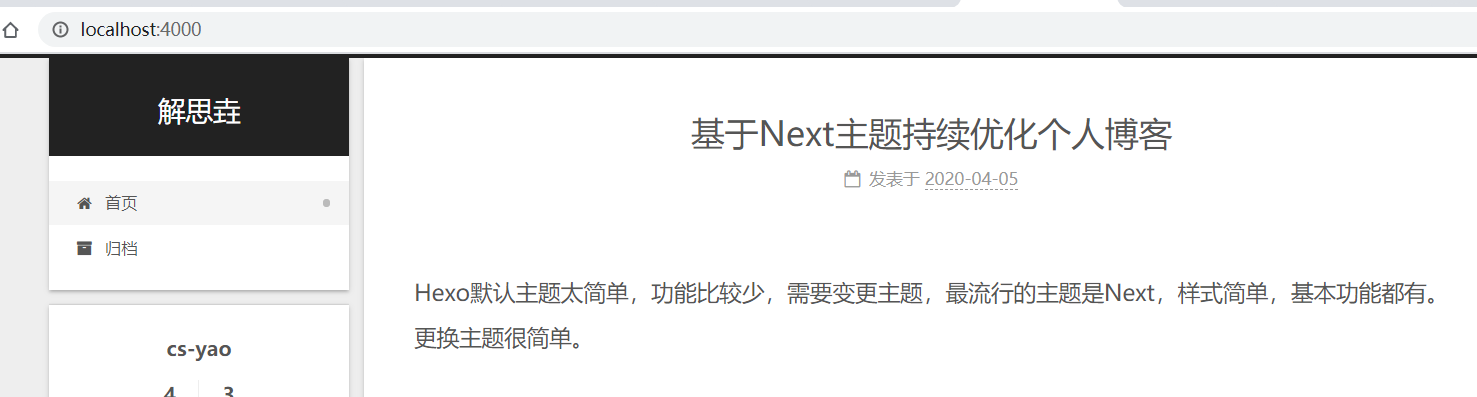 localhost:4000
解思垚
首页
归档
cs-yao
4 3
基于Next主题持续优化个人博客
发表于 2020-04-05
Hexo默认主题太简单，功能比较少，需要变更主题，最流行的主题是Next，样式简单，基本功能都有。
更换主题很简单。